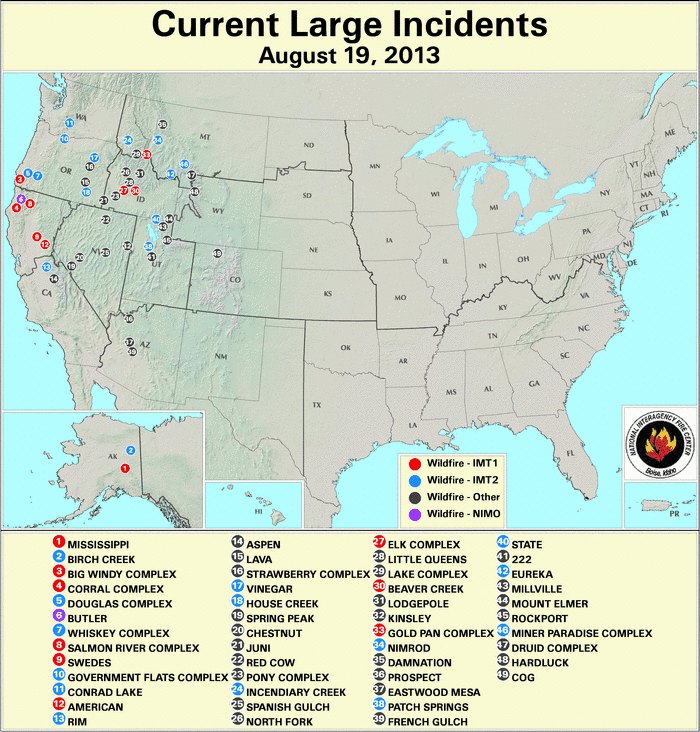 Current Large Incidents
August 19, 2013
WA
OR
CA
NV
ID
MT
WY
UT
AZ
CO
NM
ND
SD
NE
KS
OK
TX
MN
IA
MO
AR
LA
WI
IL
MI
IN
OH
KY
TN
MS
AL
GA
FL
SC
NC
VA
WV
PA
NY
VT
NH
ME
MA
CT
RI
NJ
DE
MD
AK
HI
PR
1
2
NATIONAL INTERAGENCY FIRE CENTER
Boise, Idaho
Wildfire - IMT1
Wildfire - IMT2
Wildfire - Other
Wildfire - NIMO
1 MISSISSIPPI
2 BIRCH CREEK
3 BIG WINDY COMPLEX
4 CORRAL COMPLEX
5 DOUGLAS COMPLEX
6 BUTLER
7 WHISKEY COMPLEX
8 SALMON RIVER COMPLEX
9 SWEDES
10 GOVERNMENT FLATS COMPLEX
11 CONRAD LAKE
12 AMERICAN
13 RIM
14 ASPEN
15 LAVA
16 STRAWBERRY COMPLEX
17 VINEGAR
18 HOUSE CREEK
19 SPRING PEAK
20 CHESTNUT
21 JUNI
22 RED COW
23 PONY COMPLEX
24 INCENDIARY CREEK
25 SPANISH GULCH
26 NORTH FORK
27 ELK COMPLEX
28 LITTLE QUEENS
29 LAKE COMPLEX
30 BEAVER CREEK
31 LODGEPOLE
32 KINSLEY
33 GOLD PAN COMPLEX
34 NIMROD
35 DAMNATION
36 PROSPECT
37 EASTWOOD MESA
38 PATCH SPRINGS
39 FRENCH GULCH
40 STATE
41 222
42 EUREKA
43 MILLVILLE
44 MOUNT ELMER
45 ROCKPORT
46 MINER PARADISE COMPLEX
47 DRUID COMPLEX
48 HARDLUCK
49 COG